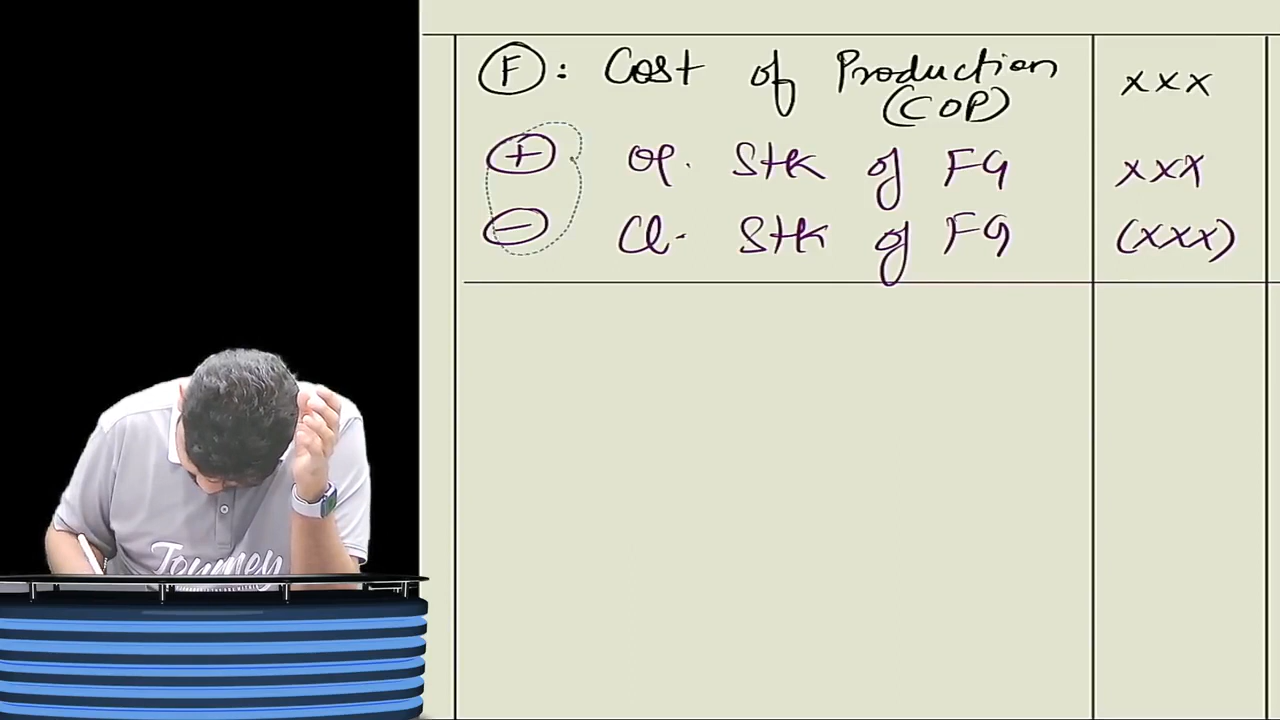 F : Cost of Production xxx
(COP)
+ Op. Stk of FG xxx
- Cl. Stk of FG (xxx)
Journey